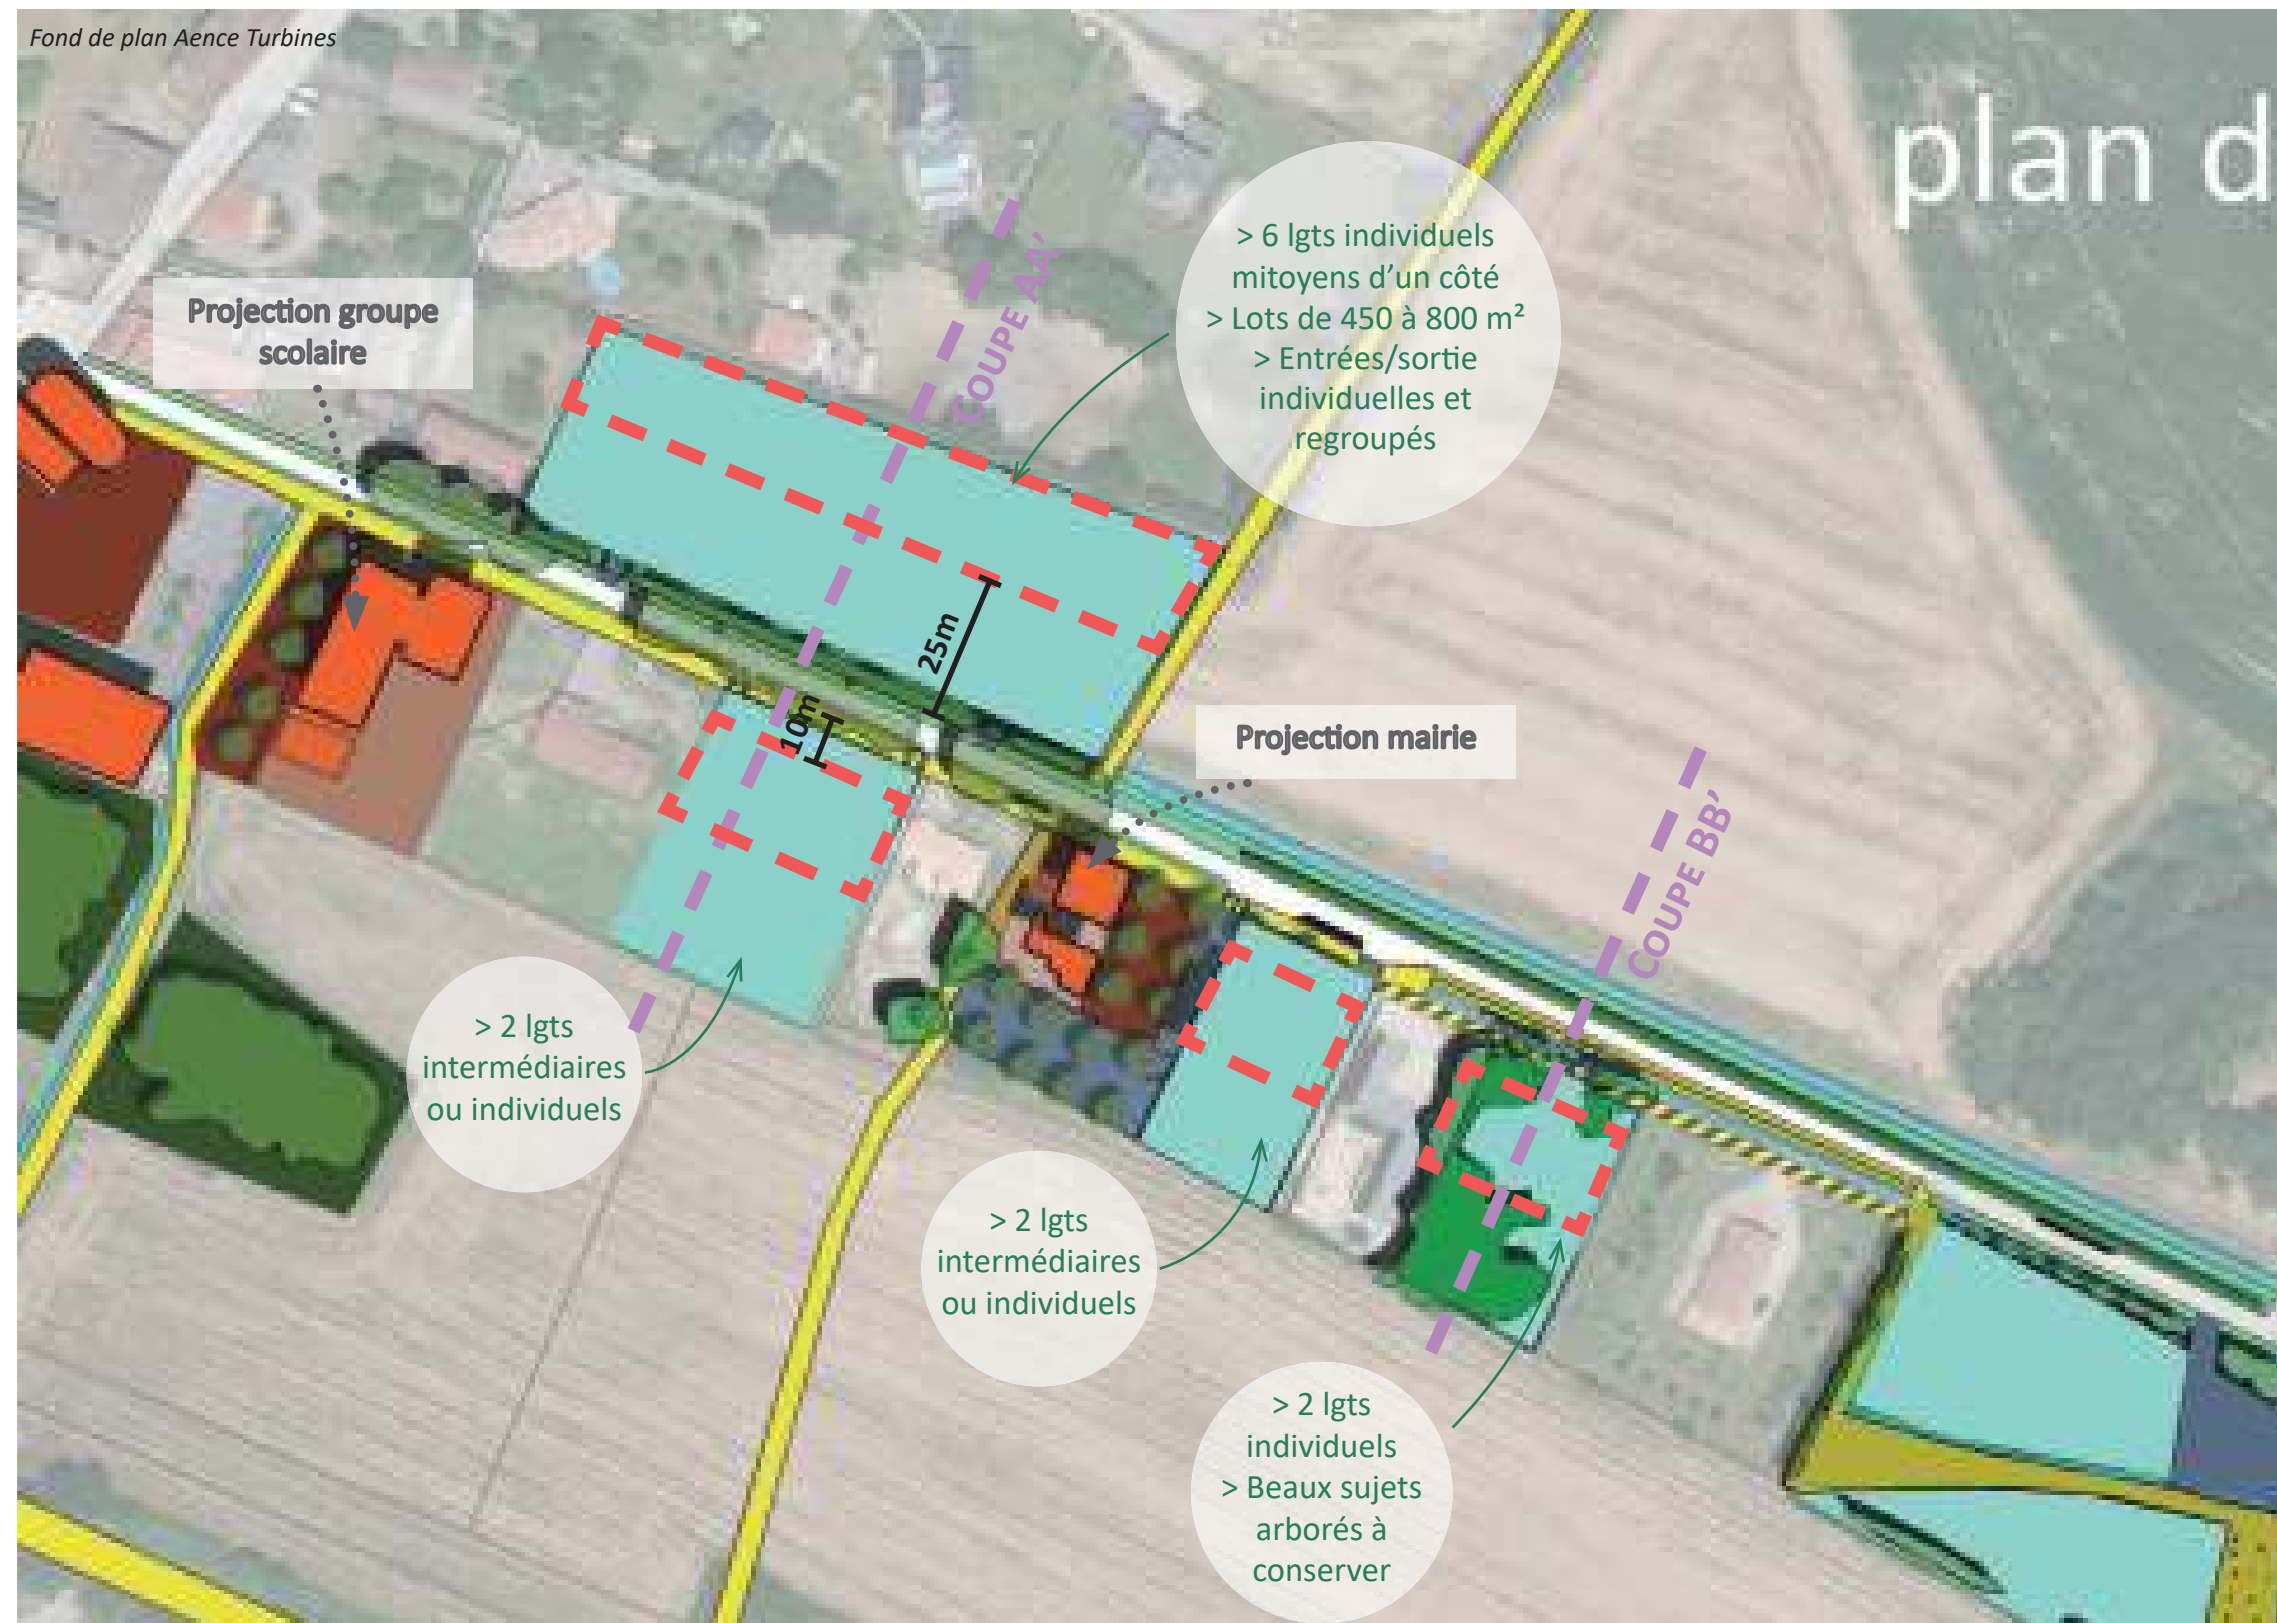 Fond de plan Aence Turbines
plan d
> 6 lgts individuels
mitoyens d’un côté
> Lots de 450 à 800 m²
> Entrées/sortie
individuelles et
regroupés
COUPE AA’
Projection groupe
scolaire
25m
10m
Projection mairie
COUPE BB’
> 2 lgts
intermédiaires
ou individuels
> 2 lgts
intermédiaires
ou individuels
> 2 lgts
individuels
> Beaux sujets
arborés à
conserver